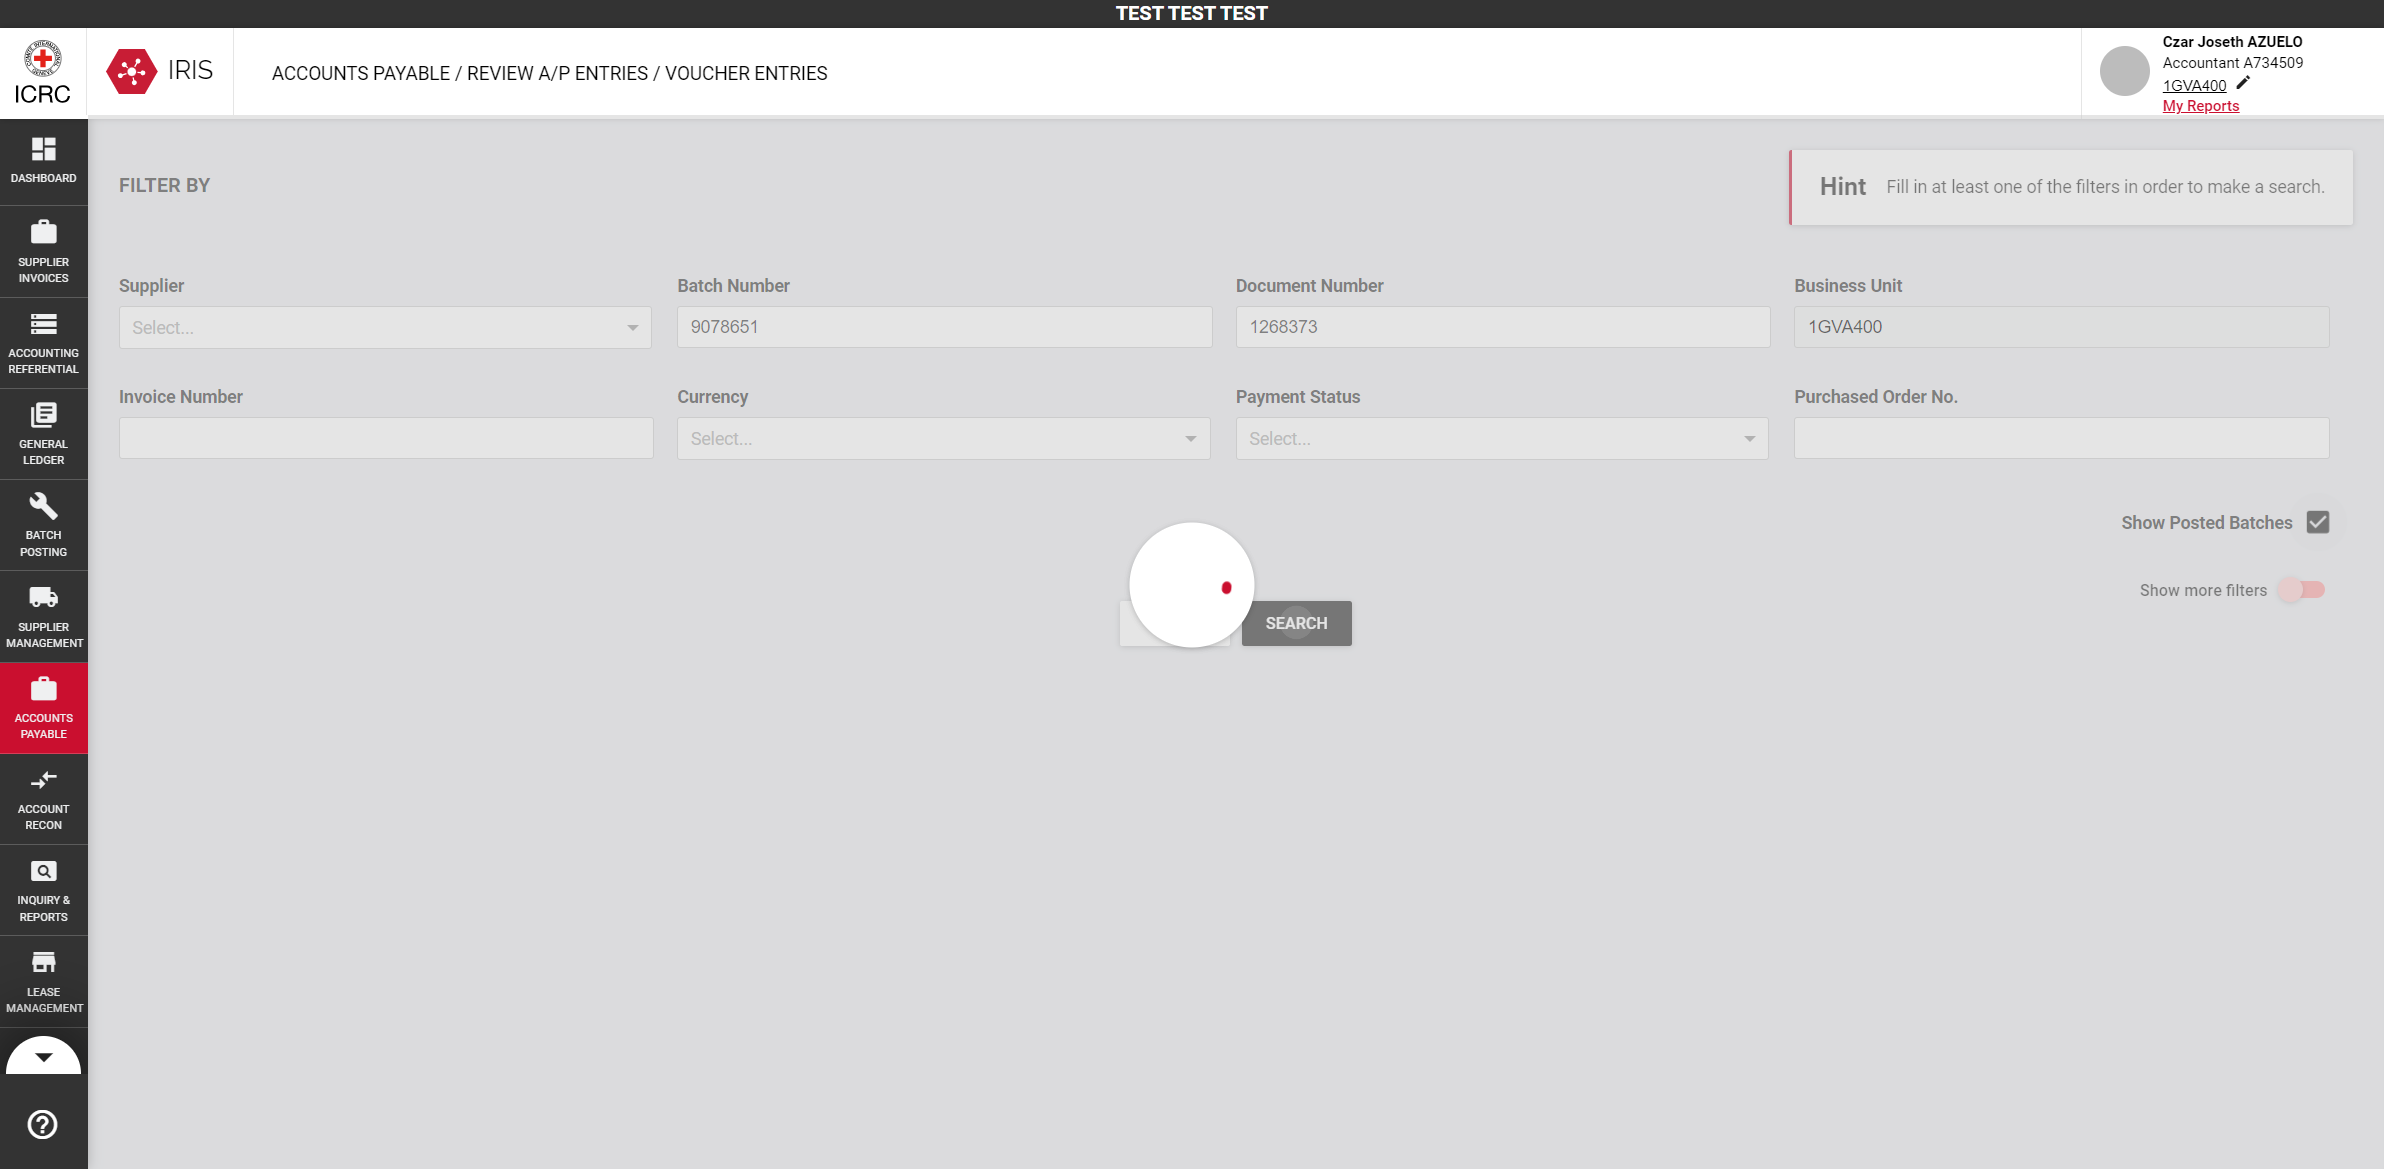 TEST TEST TEST
ICRC
IRIS
ACCOUNTS PAYABLE / REVIEW A/P ENTRIES / VOUCHER ENTRIES
Czar Joseth AZUELO
Accountant A734509
1GVA400
My Reports
DASHBOARD
SUPPLIER
INVOICES
ACCOUNTING
REFERENTIAL
GENERAL
LEDGER
BATCH
POSTING
SUPPLIER
MANAGEMENT
ACCOUNTS
PAYABLE
ACCOUNT
RECON
INQUIRY &
REPORTS
LEASE
MANAGEMENT
FILTER BY
Hint Fill in at least one of the filters in order to make a search.
Supplier
Select...
Batch Number
9078651
Document Number
1268373
Business Unit
1GVA400
Invoice Number
Currency
Select...
Payment Status
Select...
Purchased Order No.
Show Posted Batches
Show more filters
SEARCH